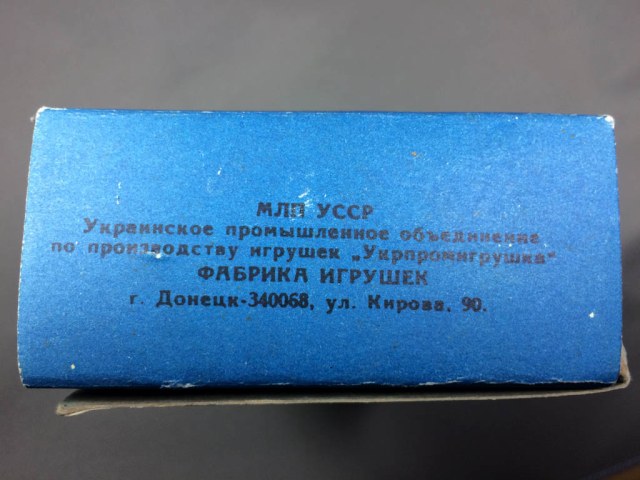 МЛП УССР
Украинское промышленное объединение
по производству игрушек „Укрпромигрушка“
ФАБРИКА ИГРУШЕК
г. Донецк-340068, ул. Кирова, 90.